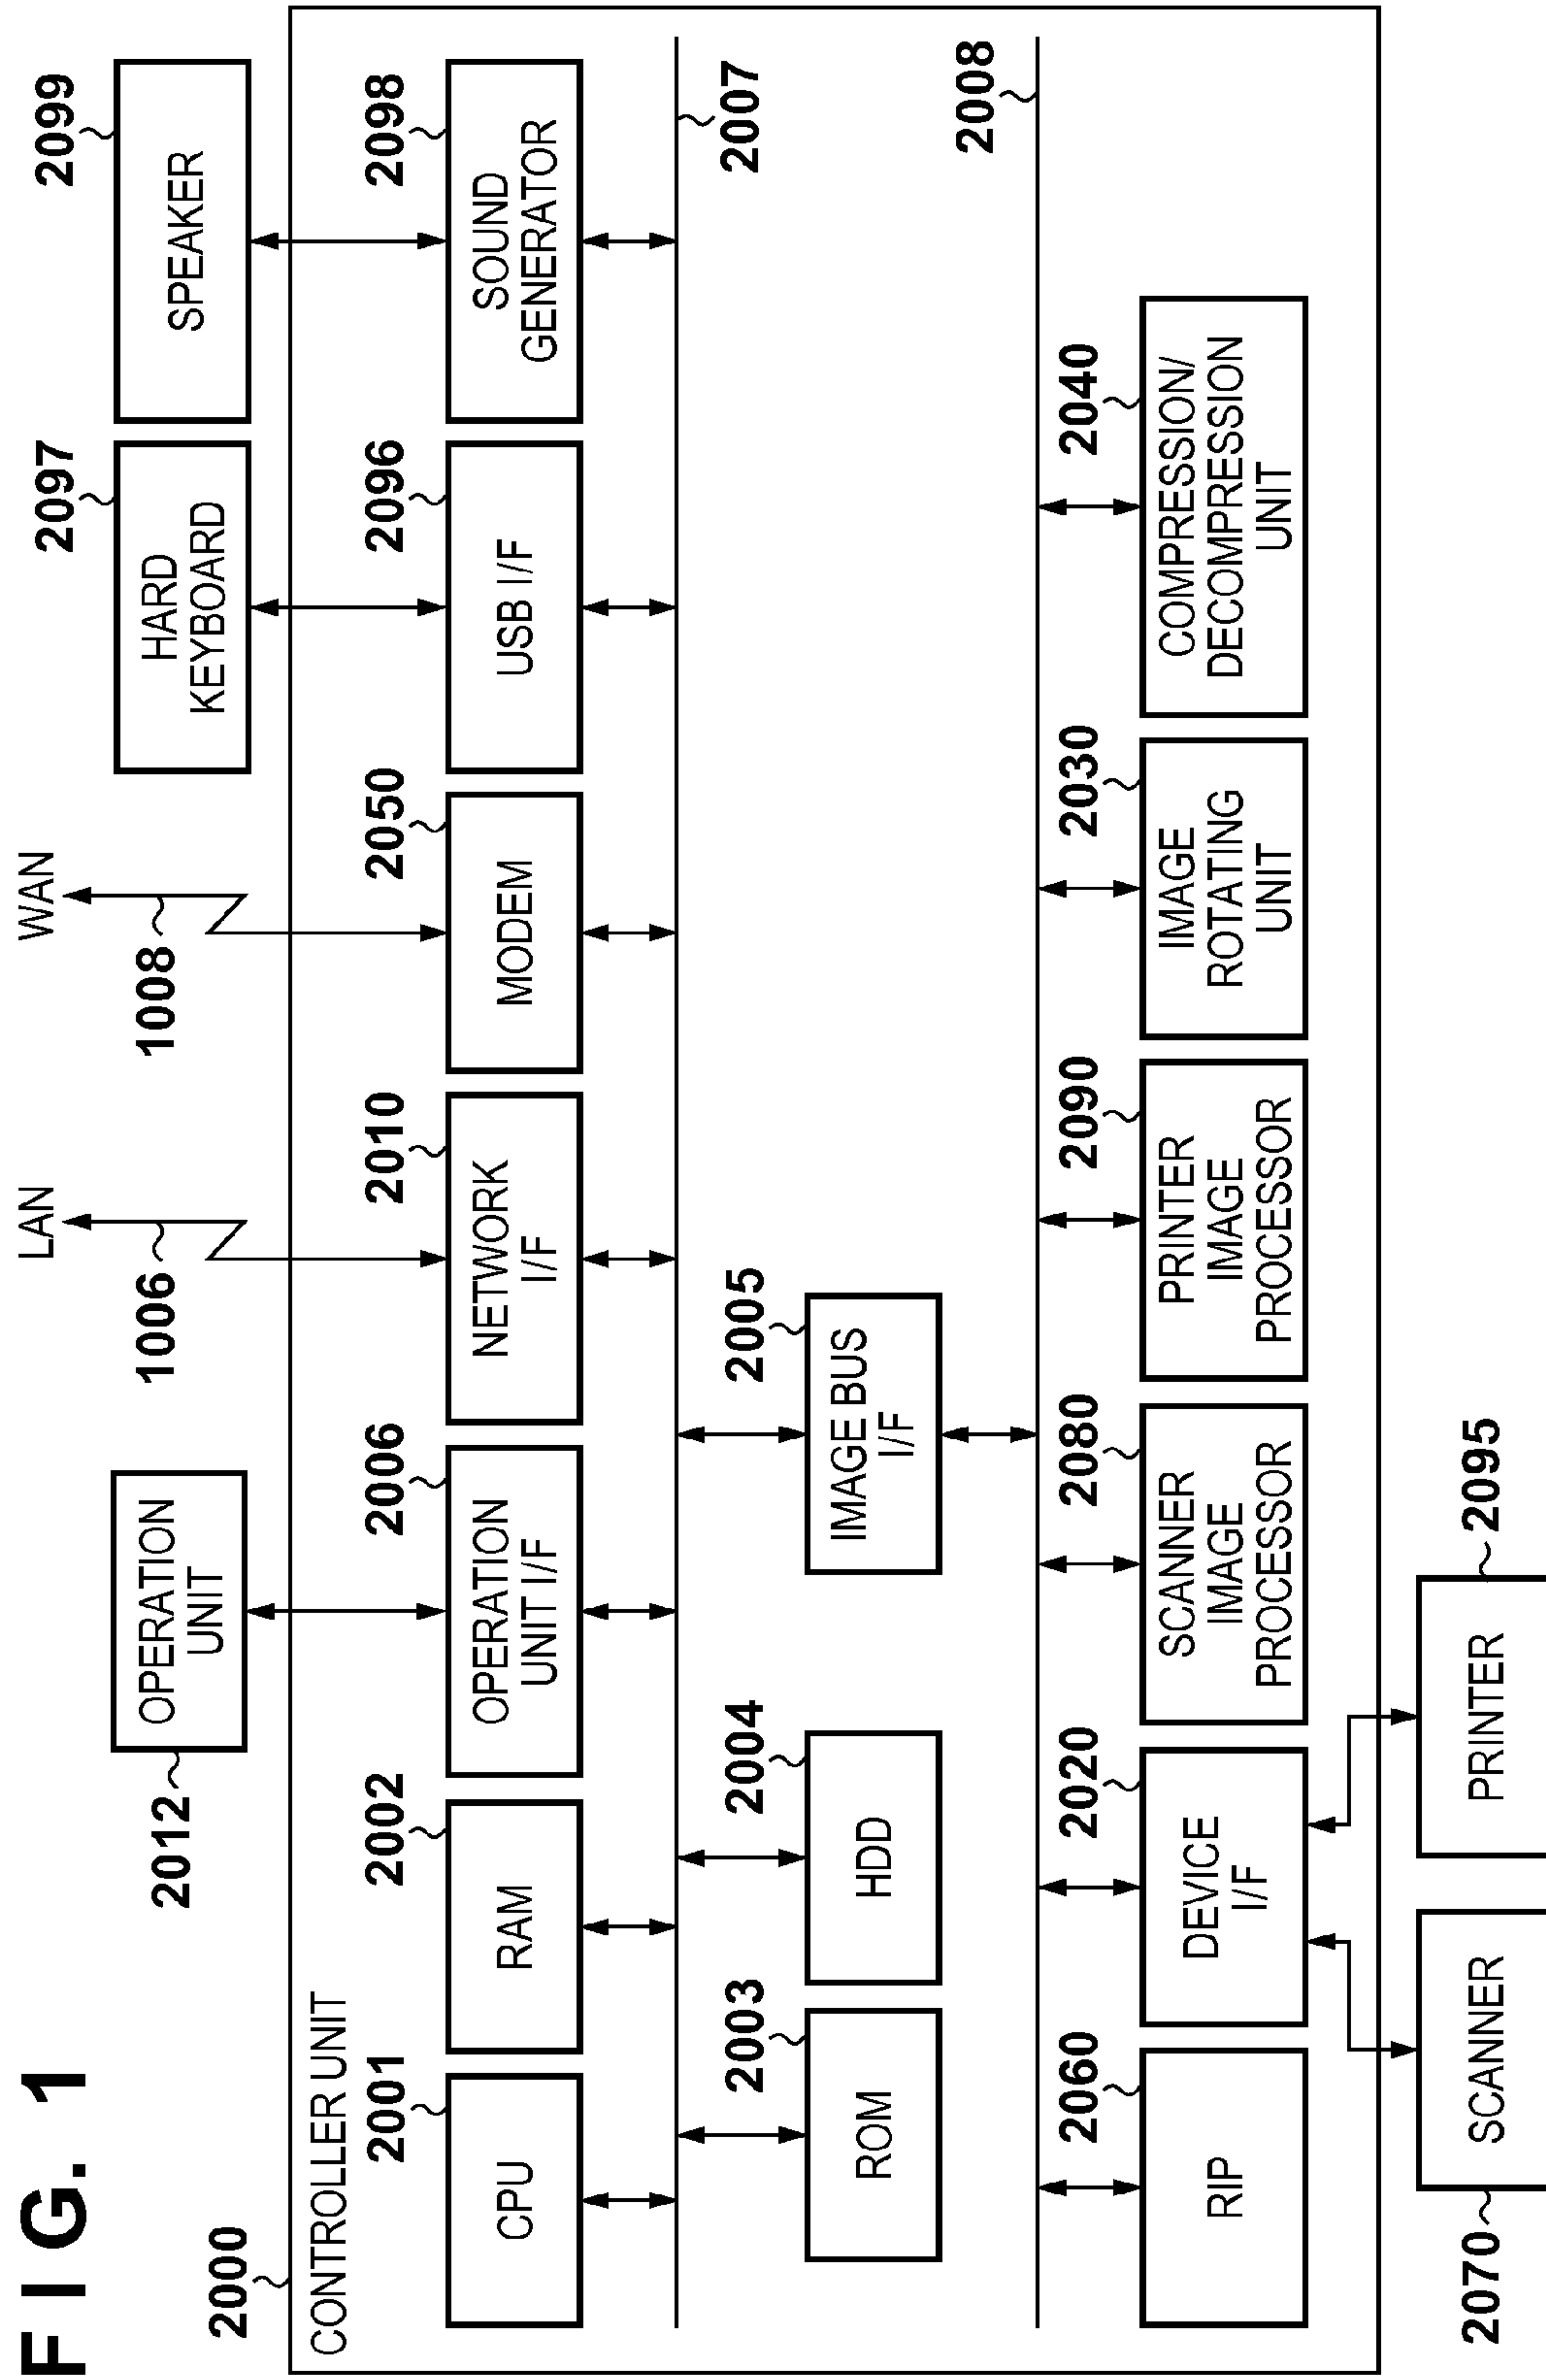 FIG. 1
LAN
WAN
2012
OPERATION
UNIT
1006
1008
2097
HARD
KEYBOARD
2099
SPEAKER
2000
CONTROLLER UNIT
2001
CPU
2002
RAM
2006
OPERATION
UNIT I/F
2010
NETWORK
I/F
2050
MODEM
2096
USB I/F
2098
SOUND
GENERATOR
2007
2003
ROM
2004
HDD
2005
IMAGE BUS
I/F
2008
2060
RIP
2020
DEVICE
I/F
2080
SCANNER
IMAGE
PROCESSOR
2090
PRINTER
IMAGE
PROCESSOR
2030
IMAGE
ROTATING
UNIT
2040
COMPRESSION/
DECOMPRESSION
UNIT
2070
SCANNER
PRINTER
2095